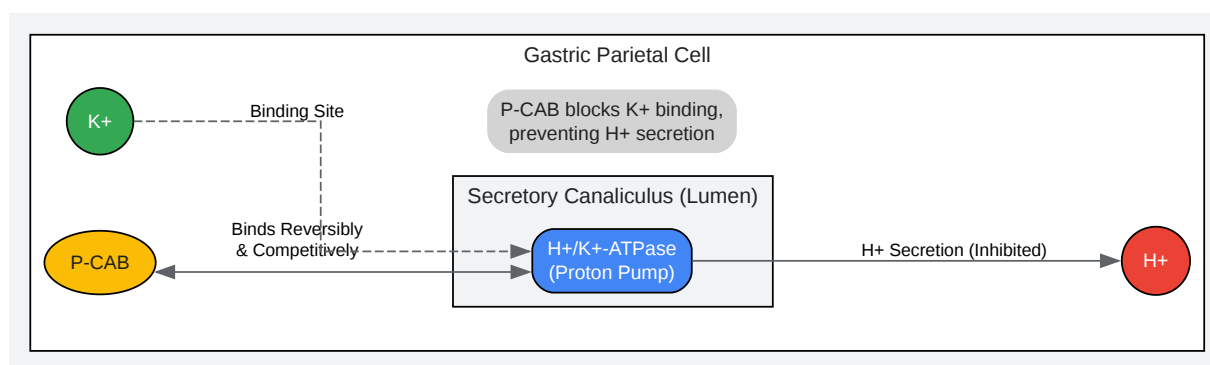 Gastric Parietal Cell
K+
Binding Site
P-CAB blocks K+ binding,
preventing H+ secretion
Secretory Canaliculus (Lumen)
Binds Reversibly
& Competitively
P-CAB
H+/K+-ATPase
(Proton Pump)
H+ Secretion (Inhibited)
H+